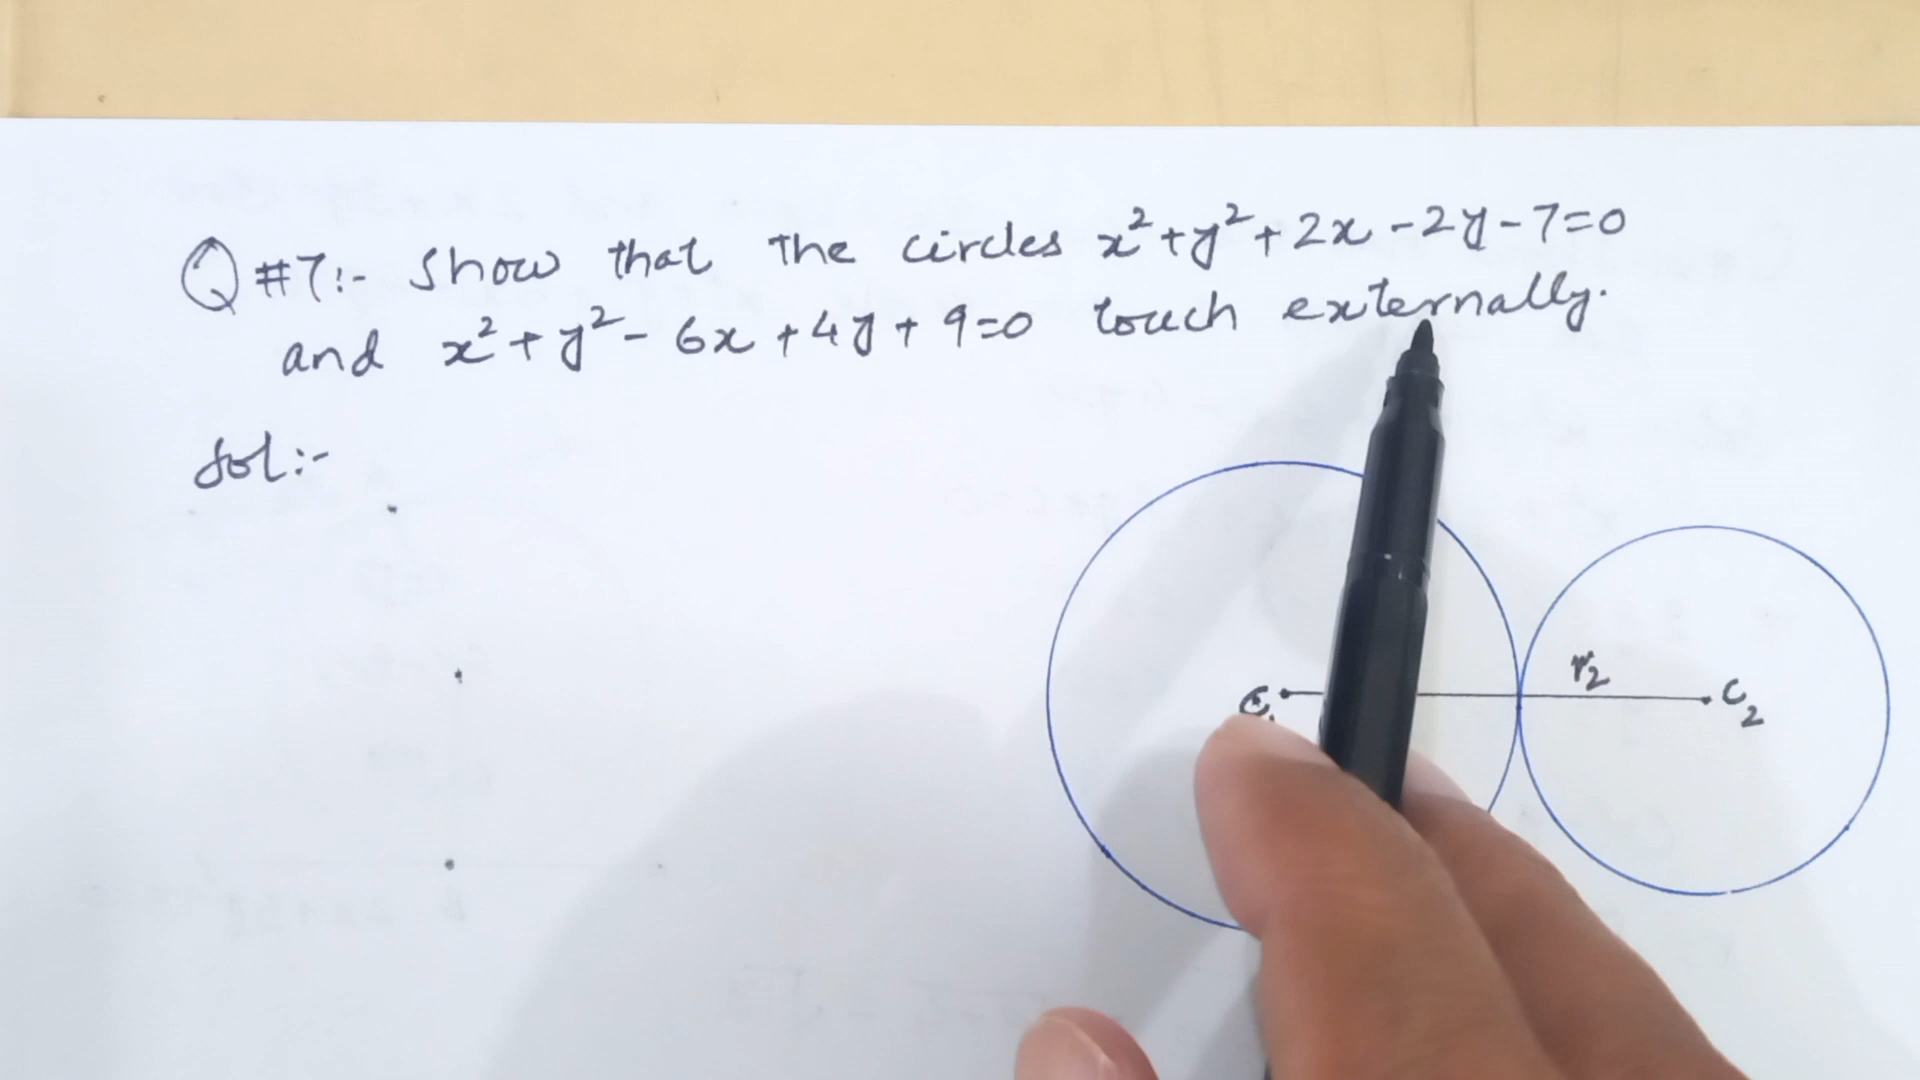 Q #7:- Show that the circles x²+y²+2x-2y-7=0
and x²+y²-6x+4y+9=0 touch externally.
Sol:-
r₂
C₁
C₂